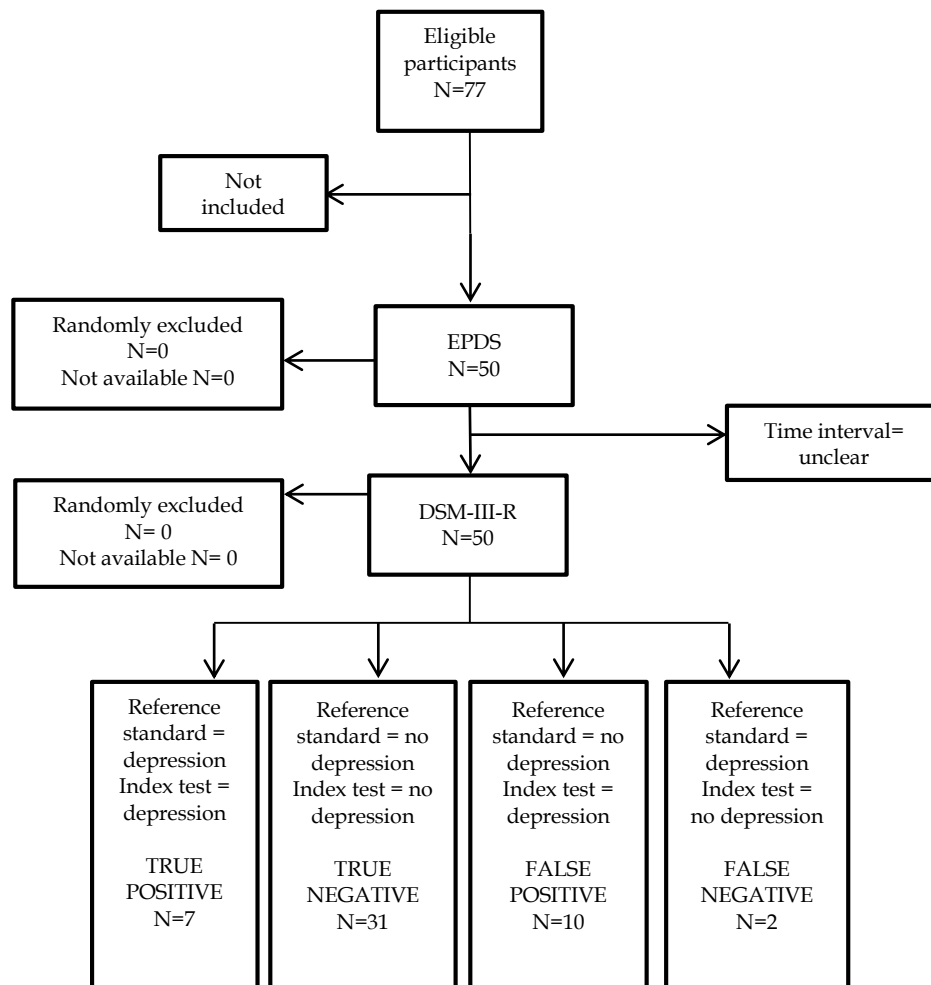 Eligible
participants
N=77
Not
included
Randomly excluded
N=0
Not available N=0
EPDS
N=50
Time interval=
unclear
Randomly excluded
N= 0
Not available N= 0
DSM-III-R
N=50
Reference
standard =
depression
Index test =
depression
TRUE
POSITIVE
N=7
Reference
standard = no
depression
Index test = no
depression
TRUE
NEGATIVE
N=31
Reference
standard = no
depression
Index test =
depression
FALSE
POSITIVE
N=10
Reference
standard =
depression
Index test =
no depression
FALSE
NEGATIVE
N=2